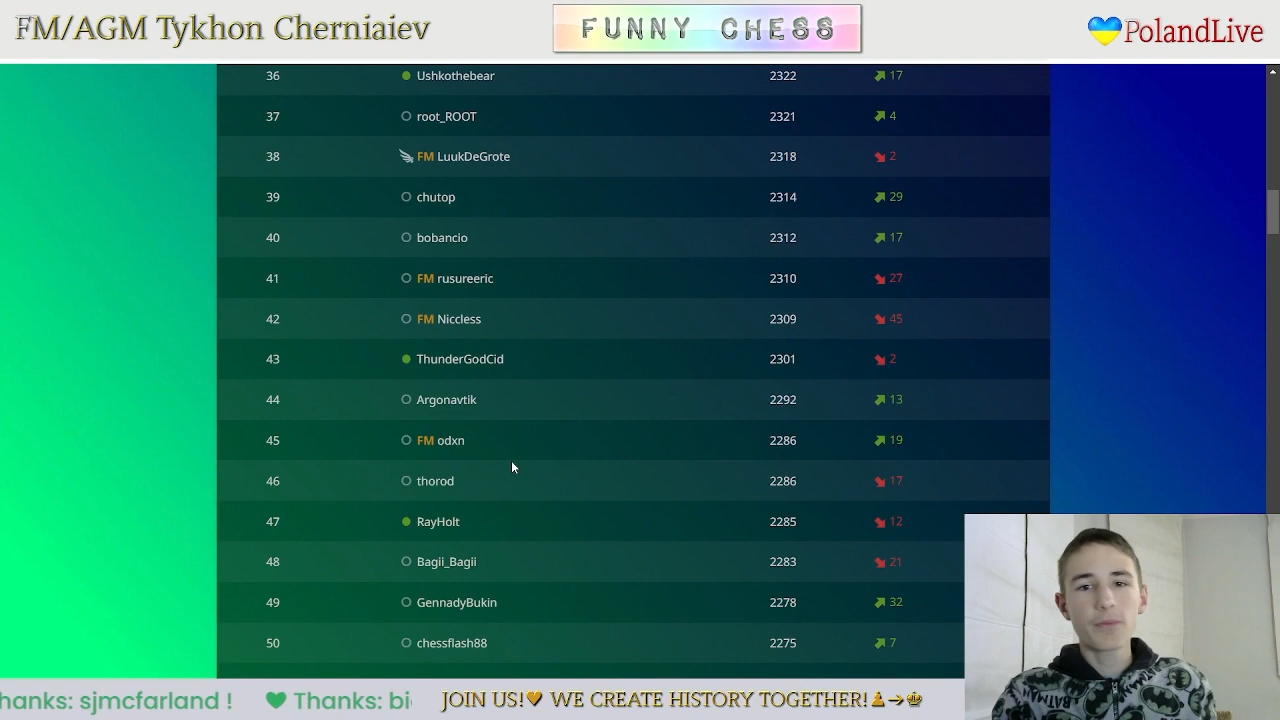 FM/AGM Tykhon Cherniaiev
FUNNY CHESS
PolandLive
36 Ushkothebear 2322 17
37 root_ROOT 2321 4
38 FM LuukDeGrote 2318 2
39 chutop 2314 29
40 bobancio 2312 17
41 FM rusureeric 2310 27
42 FM Niccless 2309 45
43 ThunderGodCid 2301 2
44 Argonavtik 2292 13
45 FM odxn 2286 19
46 thorod 2286 17
47 RayHolt 2285 12
48 Bagii_Bagii 2283 21
49 GennadyBukin 2278 32
50 chessflash88 2275 7
hanks: sjmcfarland ! Thanks: bi
JOIN US! WE CREATE HISTORY TOGETHER!
BATMAN